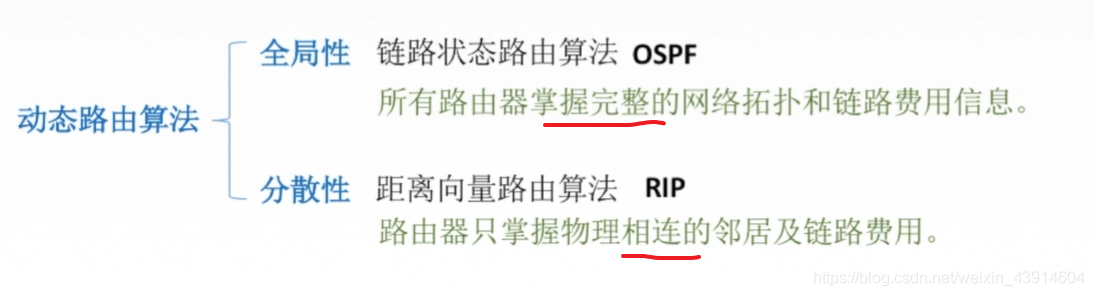 动态路由算法
全局性 链路状态路由算法 OSPF
所有路由器掌握完整的网络拓扑和链路费用信息。
分散性 距离向量路由算法 RIP
路由器只掌握物理相连的邻居及链路费用。
https://blog.csdn.net/weixin_43914604